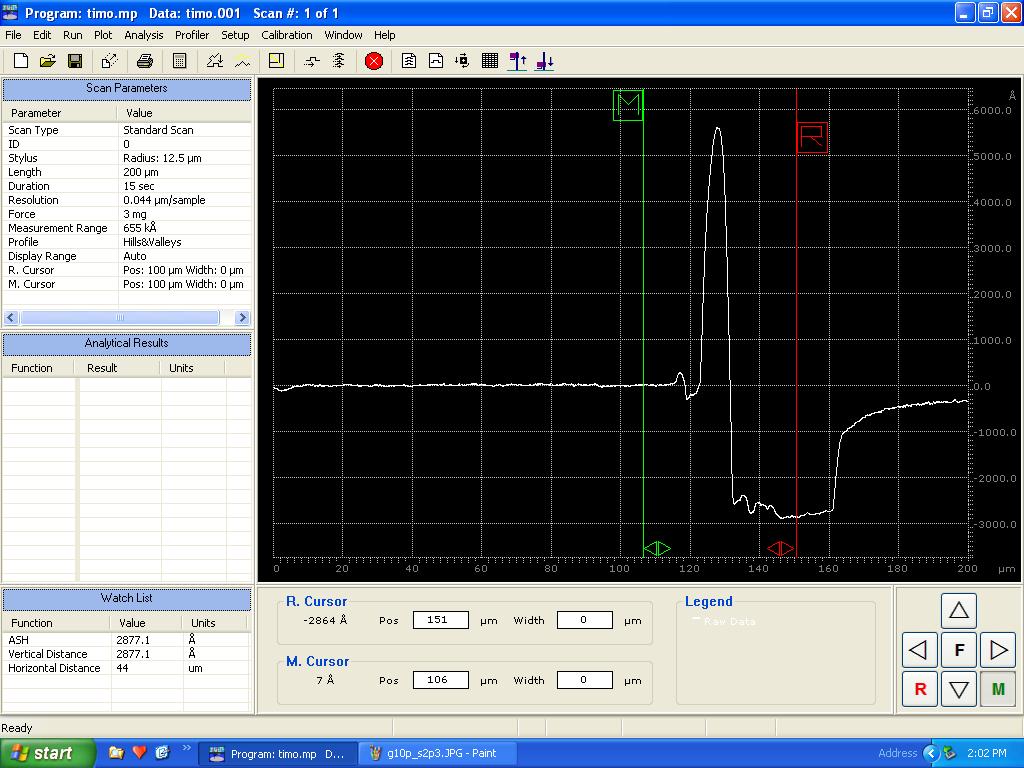 Program: timo.mp Data: timo.001 Scan #: 1 of 1
File Edit Run Plot Analysis Profiler Setup Calibration Window Help
Scan Parameters
Parameter Value
Scan Type Standard Scan
ID 0
Stylus Radius: 12.5 µm
Length 200 µm
Duration 15 sec
Resolution 0.044 µm/sample
Force 3 mg
Measurement Range 655 kÅ
Profile Hills&Valleys
Display Range Auto
R. Cursor Pos: 100 µm Width: 0 µm
M. Cursor Pos: 100 µm Width: 0 µm
Analytical Results
Function Result Units
Watch List
Function Value Units
ASH 2877.1 Å
Vertical Distance 2877.1 Å
Horizontal Distance 44 um
M
R
Å
6000.0
5000.0
4000.0
3000.0
2000.0
1000.0
0.0
-1000.0
-2000.0
-3000.0
0 20 40 60 80 100 120 140 160 180 200 µm
R. Cursor
-2864 Å Pos 151 µm Width 0 µm
M. Cursor
7 Å Pos 106 µm Width 0 µm
Legend
Raw Data
F
R
M
Ready
start
Program: timo.mp D...
g10p_s2p3.JPG - Paint
Address
2:02 PM